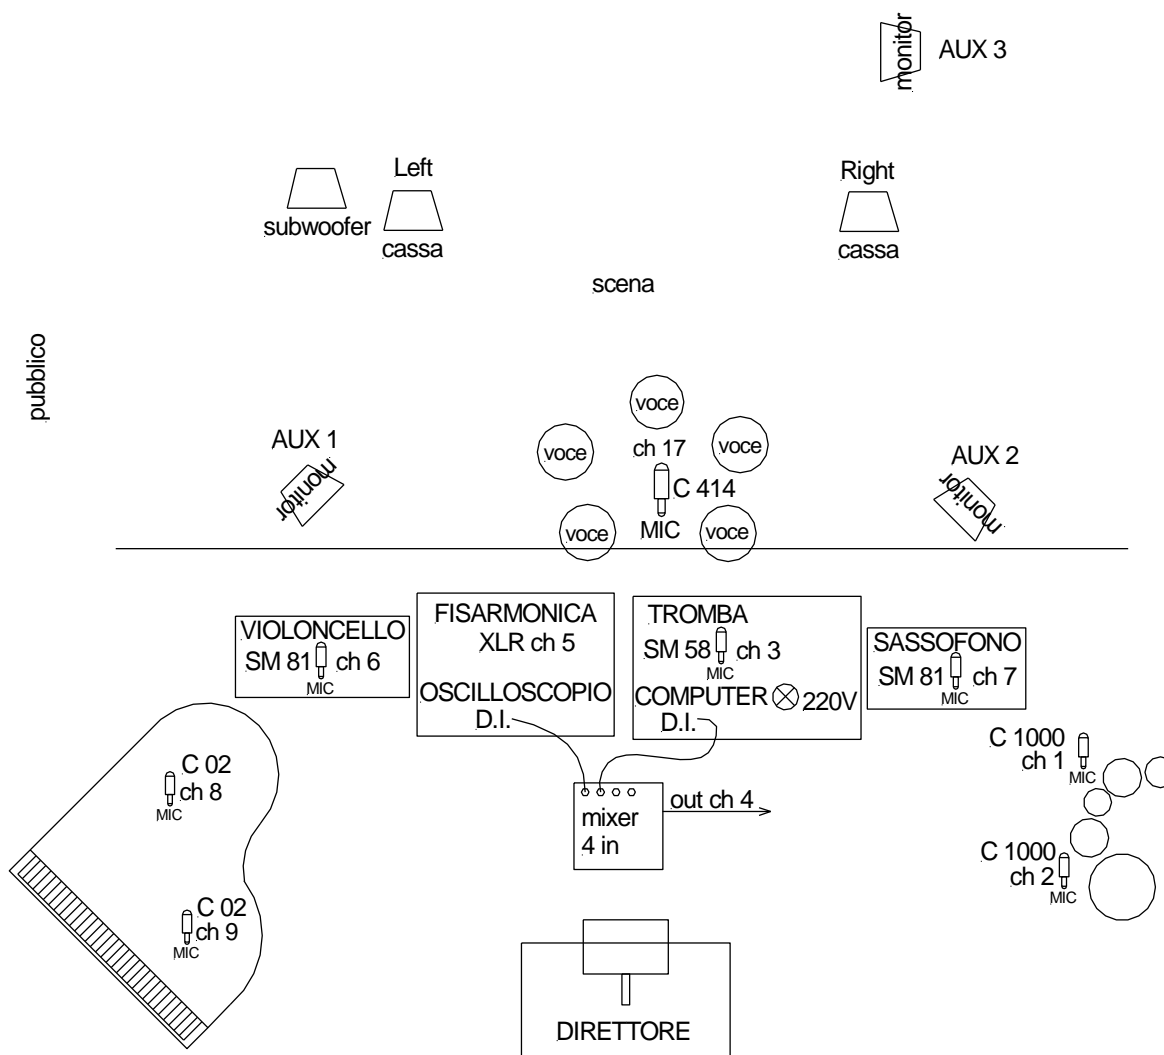 monitor
AUX 3
Left
Right
subwoofer
cassa
cassa
scena
pubblico
voce
AUX 1
ch 17
voce
voce
AUX 2
monitor
C 414
monitor
MIC
voce
voce
FISARMONICA
XLR ch 5
TROMBA
VIOLONCELLO
SASSOFONO
SM 81
ch 6
SM 58
ch 3
SM 81
ch 7
MIC
MIC
MIC
OSCILLOSCOPIO
D.I.
COMPUTER
220V
D.I.
C 1000
ch 1
MIC
C 02
ch 8
MIC
mixer
4 in
out ch 4
C 1000
ch 2
MIC
C 02
ch 9
MIC
DIRETTORE